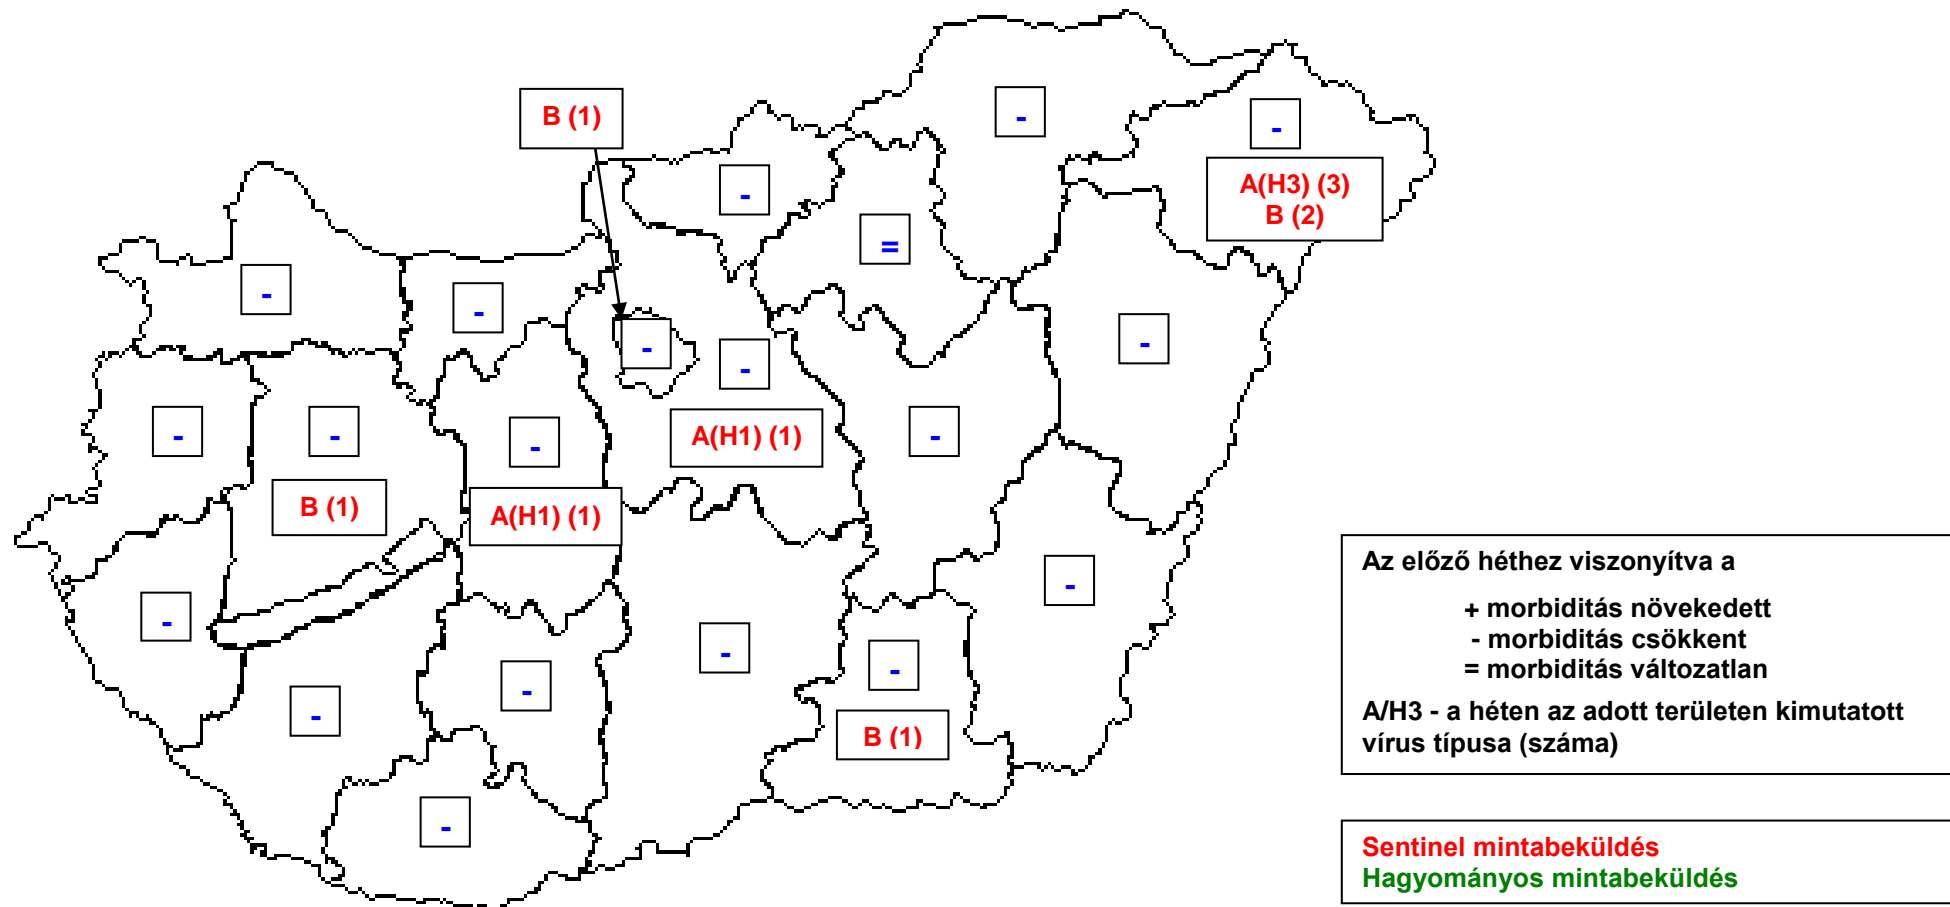 B (1)
-
-
A(H3) (3)
B (2)
-
=
-
-
-
-
-
-
-
-
-
A(H1) (1)
-
B (1)
A(H1) (1)
-
-
-
-
-
-
B (1)
-
Az előző héthez viszonyítva a
+ morbiditás növekedett
- morbiditás csökkent
= morbiditás változatlan
A/H3 - a héten az adott területen kimutatott
vírus típusa (száma)
Sentinel mintabeküldés
Hagyományos mintabeküldés